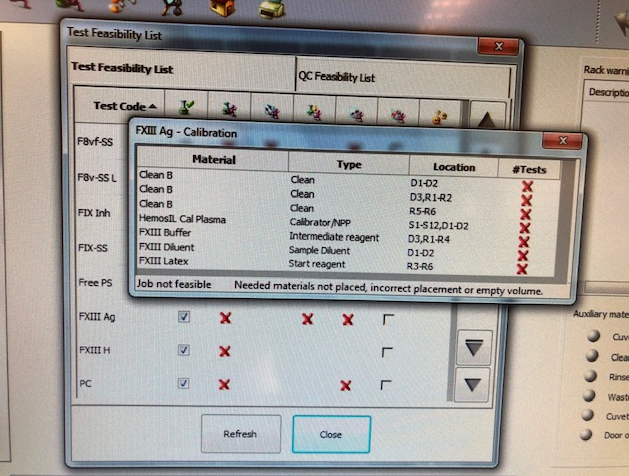 Test Feasibility List
Test Feasibility List
QC Feasibility List
Test Code
F8vf-SS
F8v-SS L
FIX Inh
FIX-SS
Free PS
FXIII Ag
FXIII H
PC
Refresh
Close
FXIII Ag - Calibration
Material Type Location #Tests
Clean B Clean D1-D2
Clean B Clean D3,R1-R2
Clean B Clean R5-R6
HemosIL Cal Plasma Calibrator/NPP S1-S12,D1-D2
FXIII Buffer Intermediate reagent D3,R1-R4
FXIII Diluent Sample Diluent D1-D2
FXIII Latex Start reagent R3-R6
Job not feasible Needed materials not placed, incorrect placement or empty volume.
Rack warni
Descriptio
Auxiliary mate
Cuv
Clea
Rinse
Wast
Cuvet
Door o